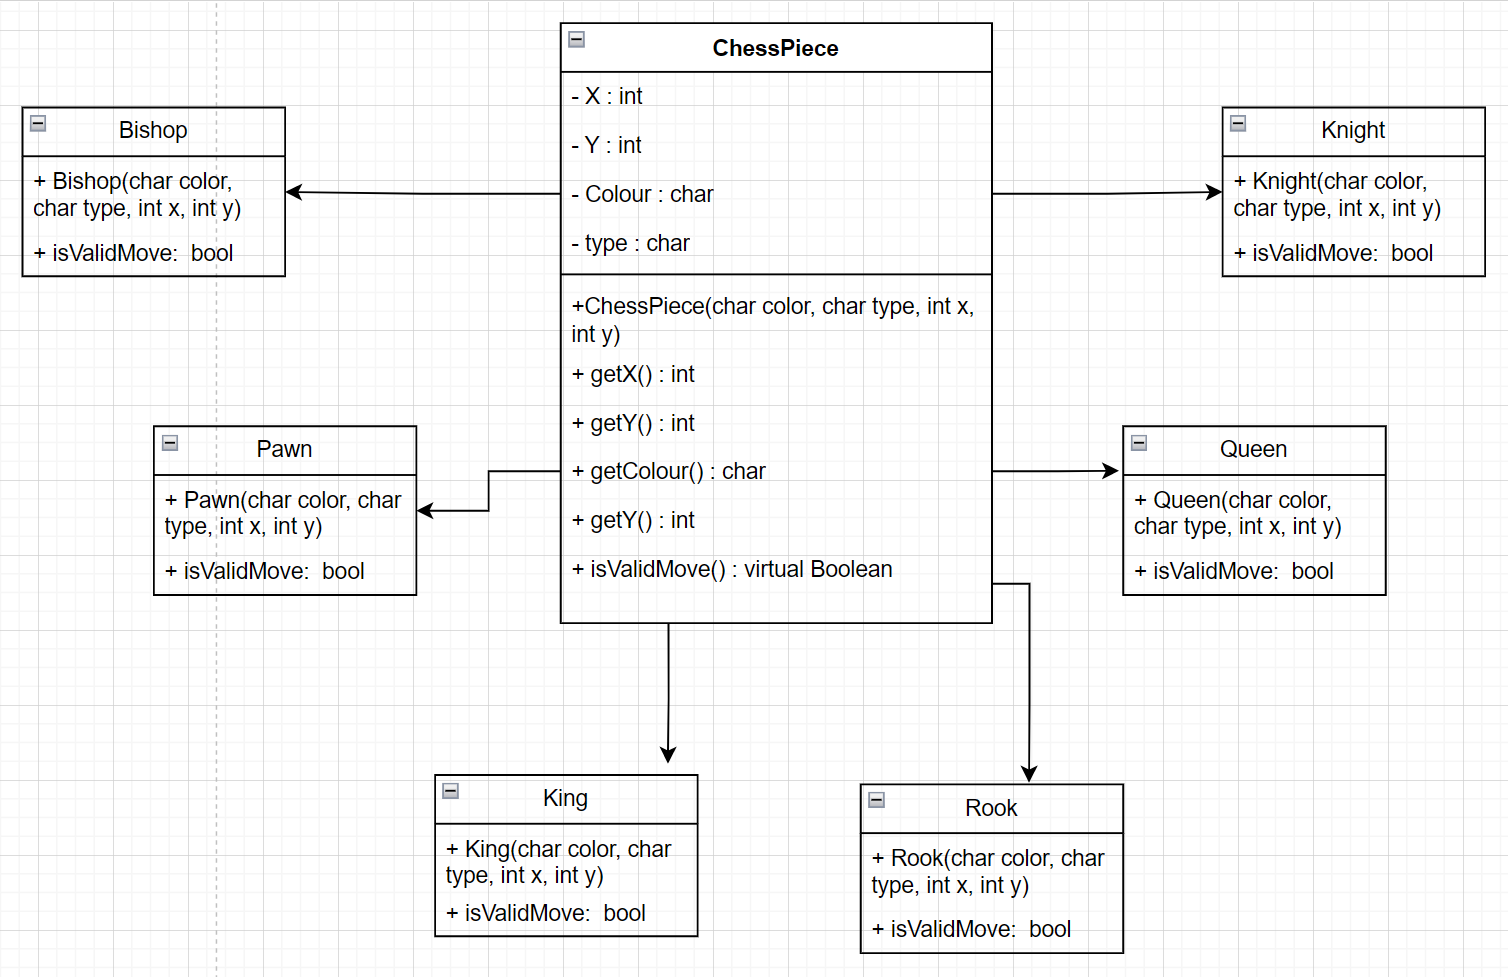 ChessPiece
- X : int
- Y : int
- Colour : char
- type : char
+ChessPiece(char color, char type, int x,
int y)
+ getX() : int
+ getY() : int
+ getColour() : char
+ getY() : int
+ isValidMove() : virtual Boolean
Bishop
+ Bishop(char color,
char type, int x, int y)
+ isValidMove:  bool
Knight
+ Knight(char color,
char type, int x, int y)
+ isValidMove:  bool
Pawn
+ Pawn(char color, char
type, int x, int y)
+ isValidMove:  bool
Queen
+ Queen(char color,
char type, int x, int y)
+ isValidMove:  bool
King
+ King(char color, char
type, int x, int y)
+ isValidMove:  bool
Rook
+ Rook(char color, char
type, int x, int y)
+ isValidMove:  bool